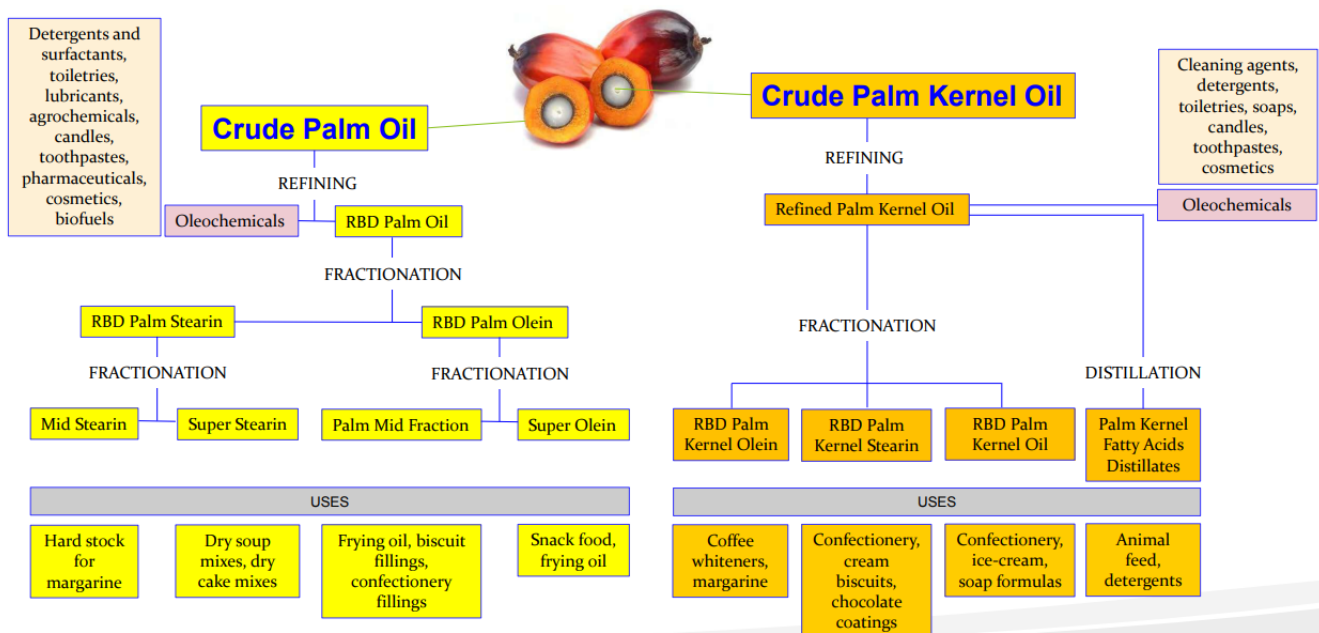 Detergents and
surfactants,
toiletries,
lubricants,
agrochemicals,
candles,
toothpastes,
pharmaceuticals,
cosmetics,
biofuels
Crude Palm Oil
REFINING
Oleochemicals
RBD Palm Oil
FRACTIONATION
RBD Palm Stearin
RBD Palm Olein
FRACTIONATION
FRACTIONATION
Mid Stearin
Super Stearin
Palm Mid Fraction
Super Olein
USES
Hard stock
for
margarine
Dry soup
mixes, dry
cake mixes
Frying oil, biscuit
fillings,
confectionery
fillings
Snack food,
frying oil
Crude Palm Kernel Oil
Cleaning agents,
detergents,
toiletries, soaps,
candles,
toothpastes,
cosmetics
REFINING
Refined Palm Kernel Oil
Oleochemicals
FRACTIONATION
DISTILLATION
RBD Palm
Kernel Olein
RBD Palm
Kernel Stearin
RBD Palm
Kernel Oil
Palm Kernel
Fatty Acids
Distillates
USES
Coffee
whiteners,
margarine
Confectionery,
cream
biscuits,
chocolate
coatings
Confectionery,
ice-cream,
soap formulas
Animal
feed,
detergents